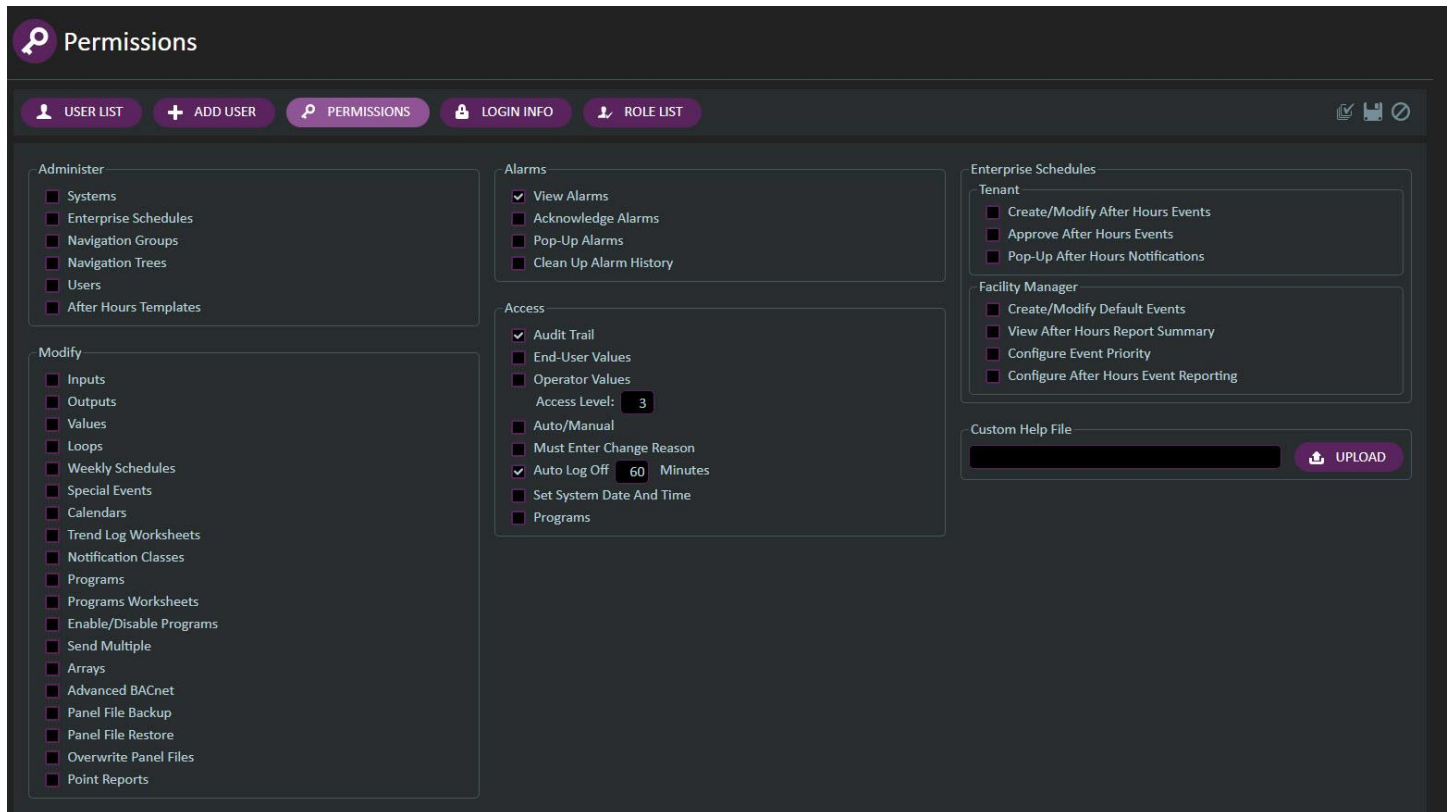 Permissions
USER LIST
ADD USER
PERMISSIONS
LOGIN INFO
ROLE LIST
Administer
Systems
Enterprise Schedules
Navigation Groups
Navigation Trees
Users
After Hours Templates
Modify
Inputs
Outputs
Values
Loops
Weekly Schedules
Special Events
Calendars
Trend Log Worksheets
Notification Classes
Programs
Programs Worksheets
Enable/Disable Programs
Send Multiple
Arrays
Advanced BACnet
Panel File Backup
Panel File Restore
Overwrite Panel Files
Point Reports
Alarms
View Alarms
Acknowledge Alarms
Pop-Up Alarms
Clean Up Alarm History
Access
Audit Trail
End-User Values
Operator Values
Access Level: 3
Auto/Manual
Must Enter Change Reason
Auto Log Off 60 Minutes
Set System Date And Time
Programs
Enterprise Schedules
Tenant
Create/Modify After Hours Events
Approve After Hours Events
Pop-Up After Hours Notifications
Facility Manager
Create/Modify Default Events
View After Hours Report Summary
Configure Event Priority
Configure After Hours Event Reporting
Custom Help File
UPLOAD